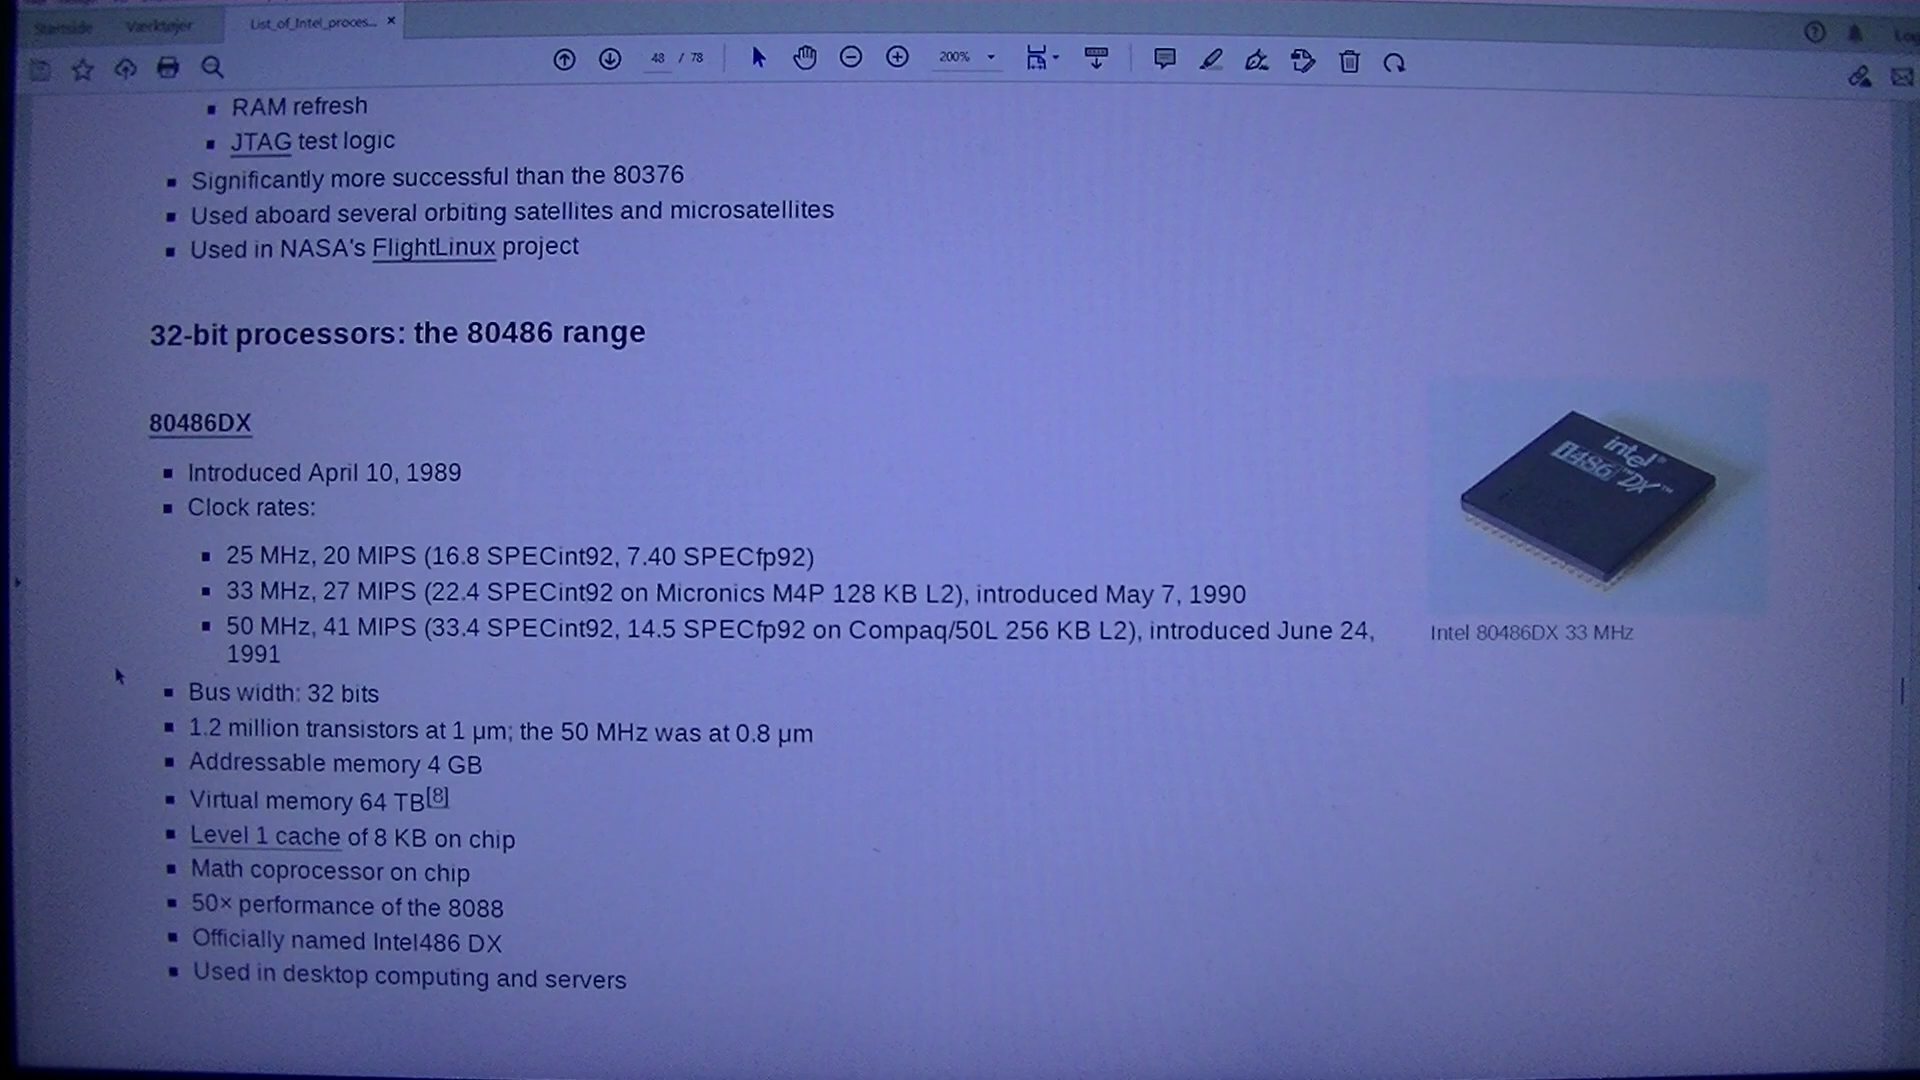 Startside Værktøjer List_of_Intel_proces... ×
48 / 78 200%
RAM refresh
JTAG test logic
Significantly more successful than the 80376
Used aboard several orbiting satellites and microsatellites
Used in NASA's FlightLinux project
32-bit processors: the 80486 range
80486DX
Introduced April 10, 1989
Clock rates:
25 MHz, 20 MIPS (16.8 SPECint92, 7.40 SPECfp92)
33 MHz, 27 MIPS (22.4 SPECint92 on Micronics M4P 128 KB L2), introduced May 7, 1990
50 MHz, 41 MIPS (33.4 SPECint92, 14.5 SPECfp92 on Compaq/50L 256 KB L2), introduced June 24,
1991
intel®
i486™ DX™
Intel 80486DX 33 MHz
Bus width: 32 bits
1.2 million transistors at 1 µm; the 50 MHz was at 0.8 µm
Addressable memory 4 GB
Virtual memory 64 TB[8]
Level 1 cache of 8 KB on chip
Math coprocessor on chip
50× performance of the 8088
Officially named Intel486 DX
Used in desktop computing and servers